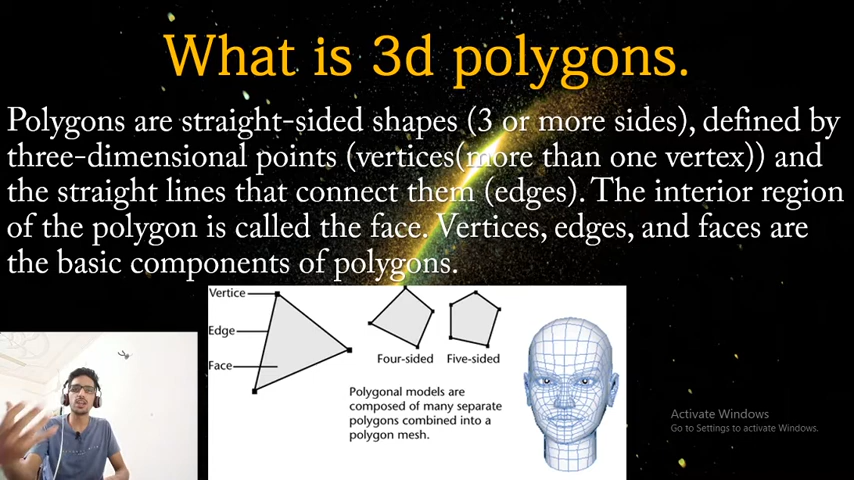 What is 3d polygons.
Polygons are straight-sided shapes (3 or more sides), defined by
three-dimensional points (vertices(more than one vertex)) and
the straight lines that connect them (edges). The interior region
of the polygon is called the face. Vertices, edges, and faces are
the basic components of polygons.
Vertice
Edge
Face
Four-sided
Five-sided
Polygonal models are
composed of many separate
polygons combined into a
polygon mesh.
Activate Windows
Go to Settings to activate Windows.